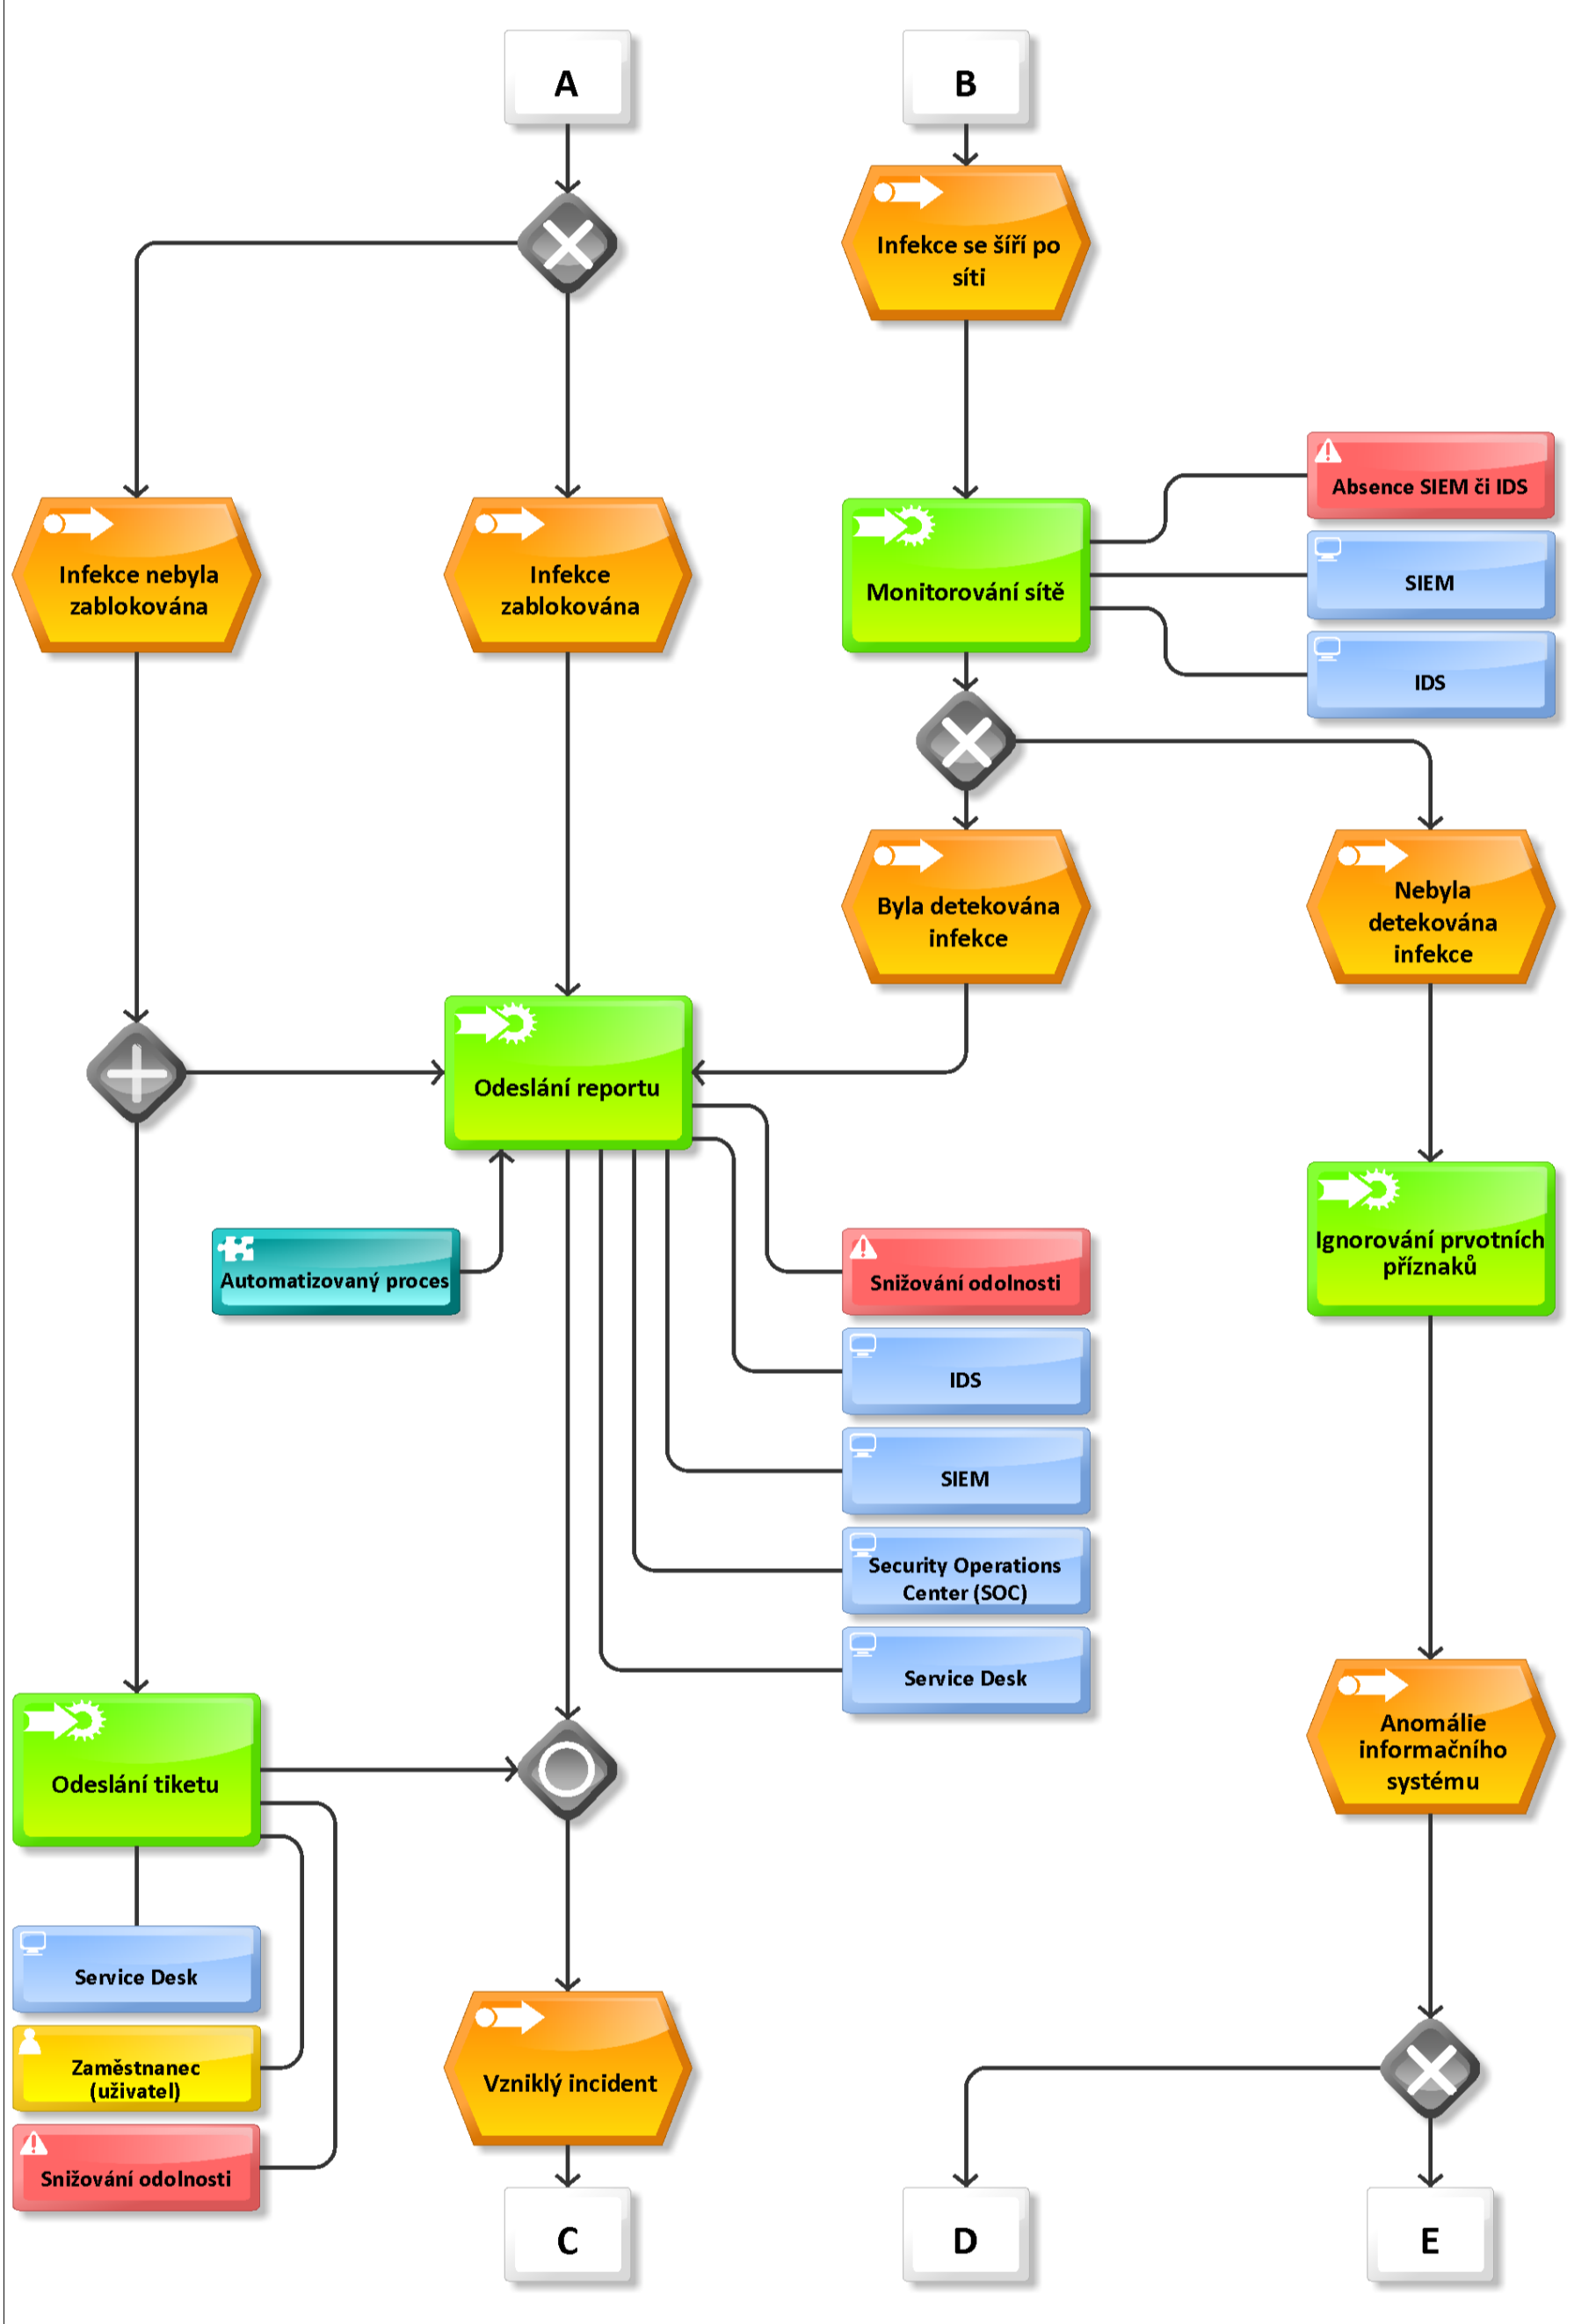 A
B
Infekce se šíří po
síti
Absence SIEM či IDS
Infekce nebyla
zablokována
Infekce
zablokována
Monitorování sítě
SIEM
IDS
Byla detekována
infekce
Nebyla
detekována
infekce
Odeslání reportu
Ignorování prvotních
příznaků
Automatizovaný proces
Snižování odolnosti
IDS
SIEM
Security Operations
Center (SOC)
Service Desk
Odeslání tiketu
Anomálie
informačního
systému
Service Desk
Zaměstnanec
(uživatel)
Vzniklý incident
Snižování odolnosti
C
D
E